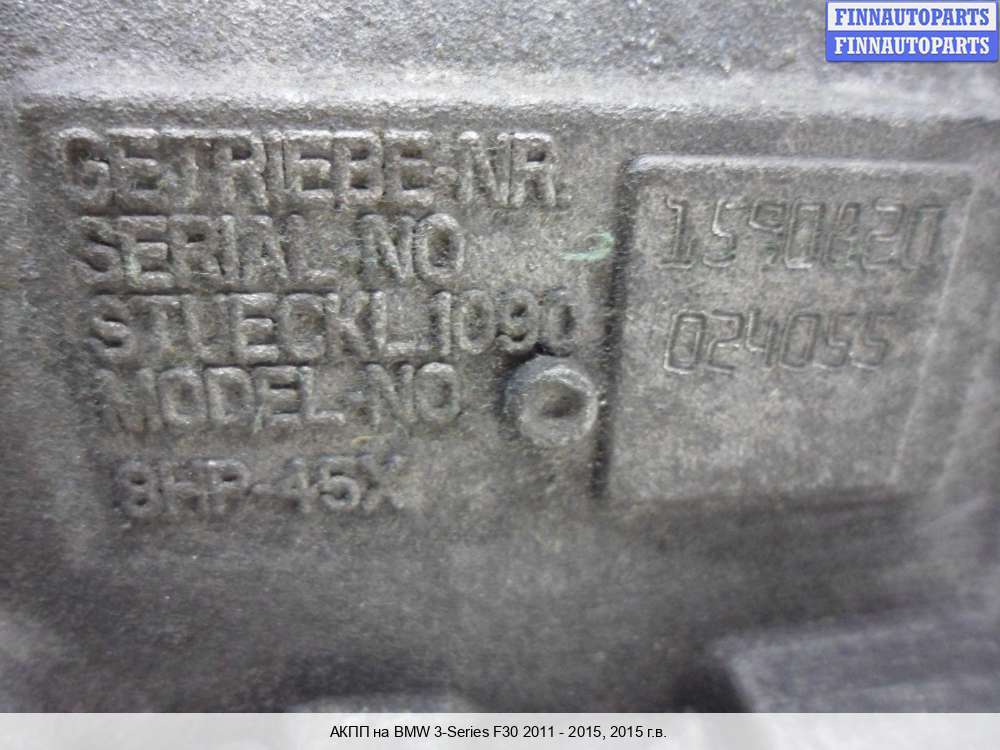 FINNAUTOPARTS
FINNAUTOPARTS
GETRIEBE-NR.
SERIAL-NO
STUECKL.1090
MODEL-NO
8HP-45X
024055
АКПП на BMW 3-Series F30 2011 - 2015, 2015 г.в.